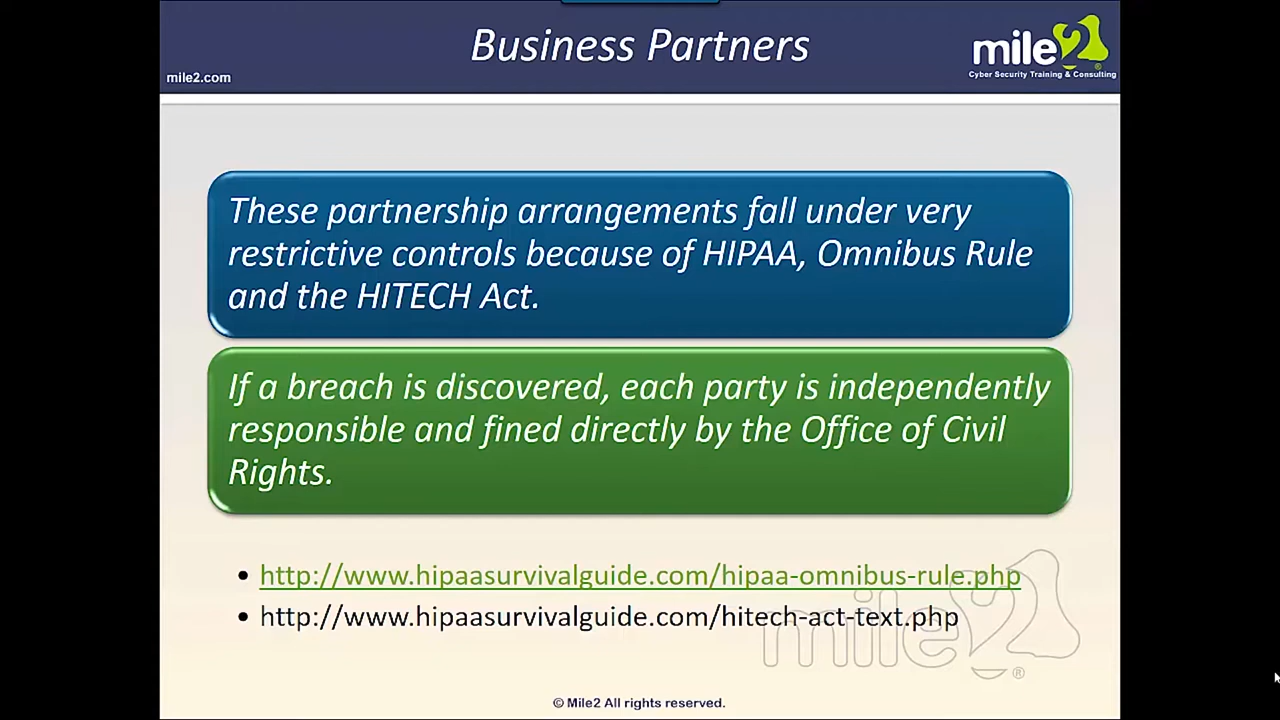 Business Partners
mile2
mile2.com
Cyber Security Training & Consulting
These partnership arrangements fall under very
restrictive controls because of HIPAA, Omnibus Rule
and the HITECH Act.
If a breach is discovered, each party is independently
responsible and fined directly by the Office of Civil
Rights.
• http://www.hipaasurvivalguide.com/hipaa-omnibus-rule.php
• http://www.hipaasurvivalguide.com/hitech-act-text.php
mile2®
© Mile2 All rights reserved.